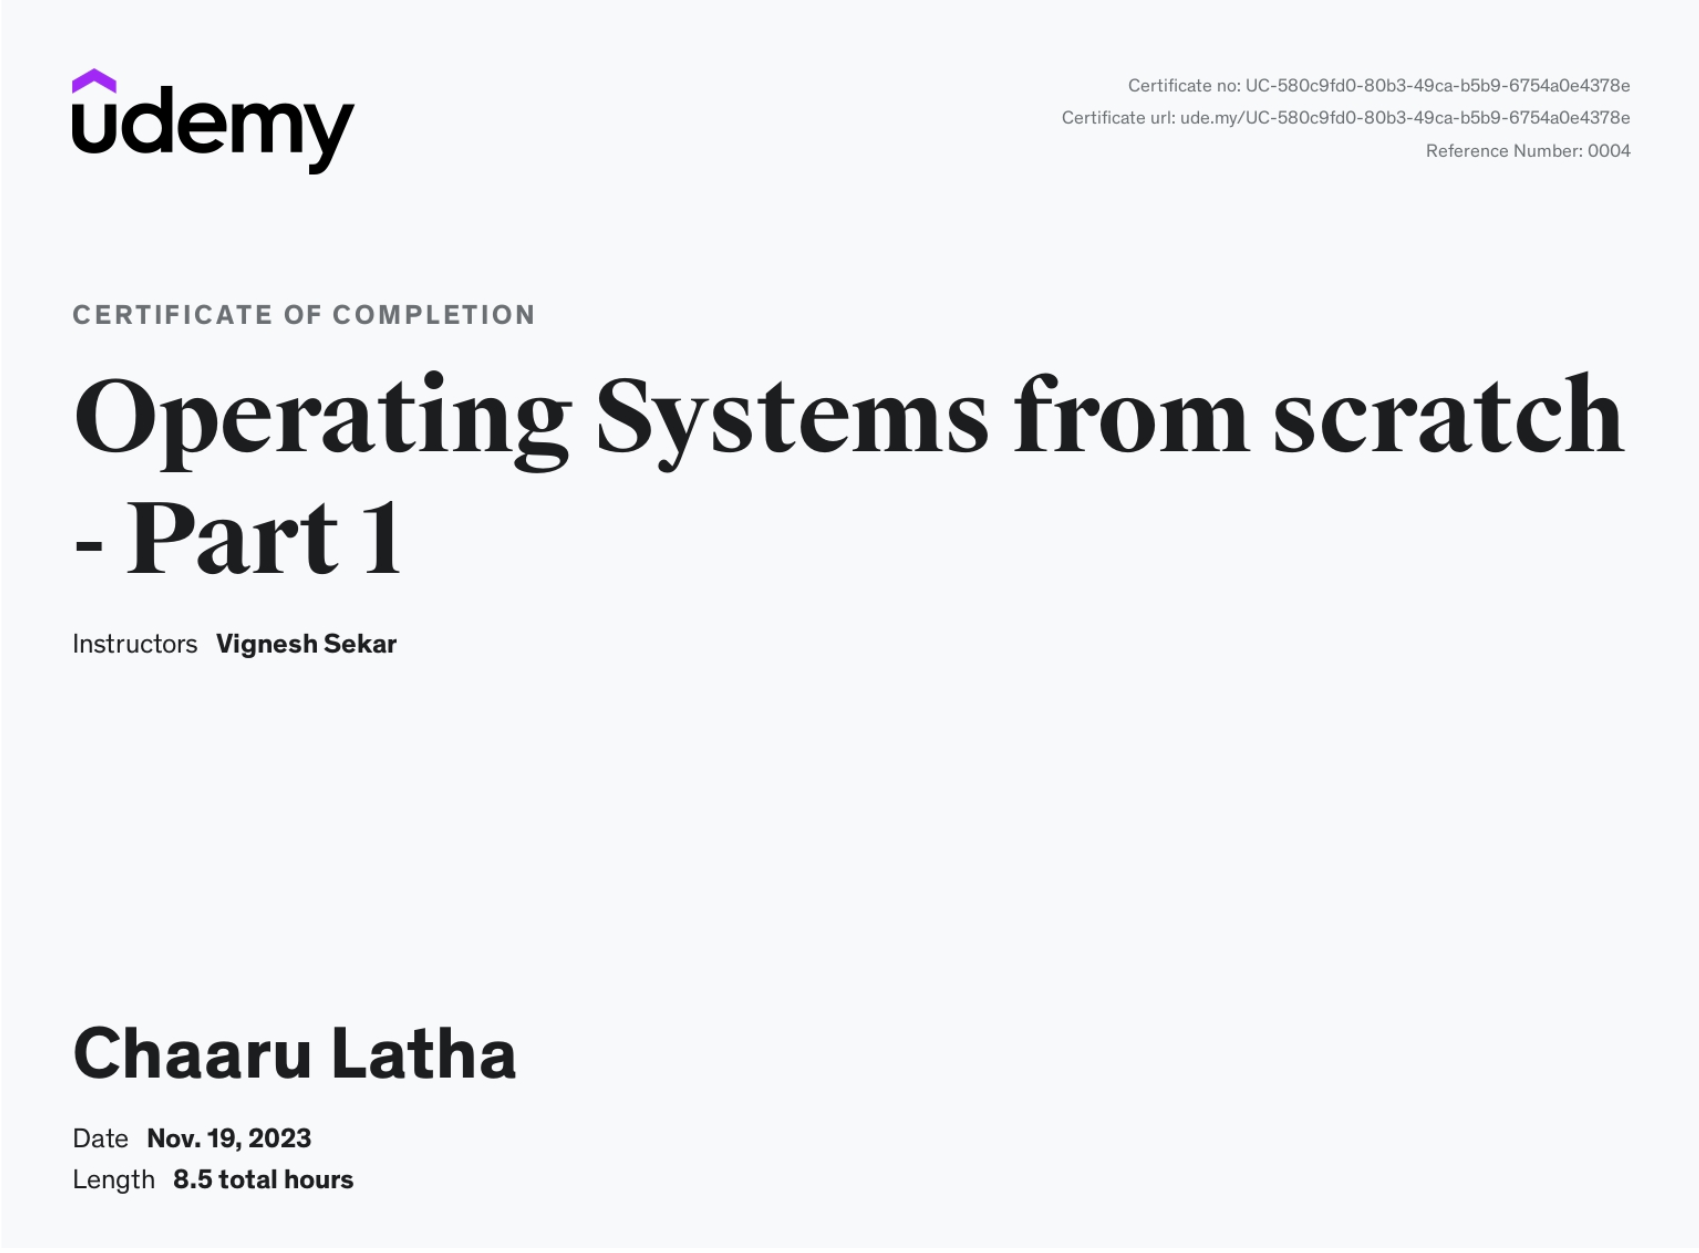 udemy
Certificate no: UC-580c9fd0-80b3-49ca-b5b9-6754a0e4378e
Certificate url: ude.my/UC-580c9fd0-80b3-49ca-b5b9-6754a0e4378e
Reference Number: 0004
CERTIFICATE OF COMPLETION
Operating Systems from scratch
- Part 1
Instructors Vignesh Sekar
Chaaru Latha
Date Nov. 19, 2023
Length 8.5 total hours